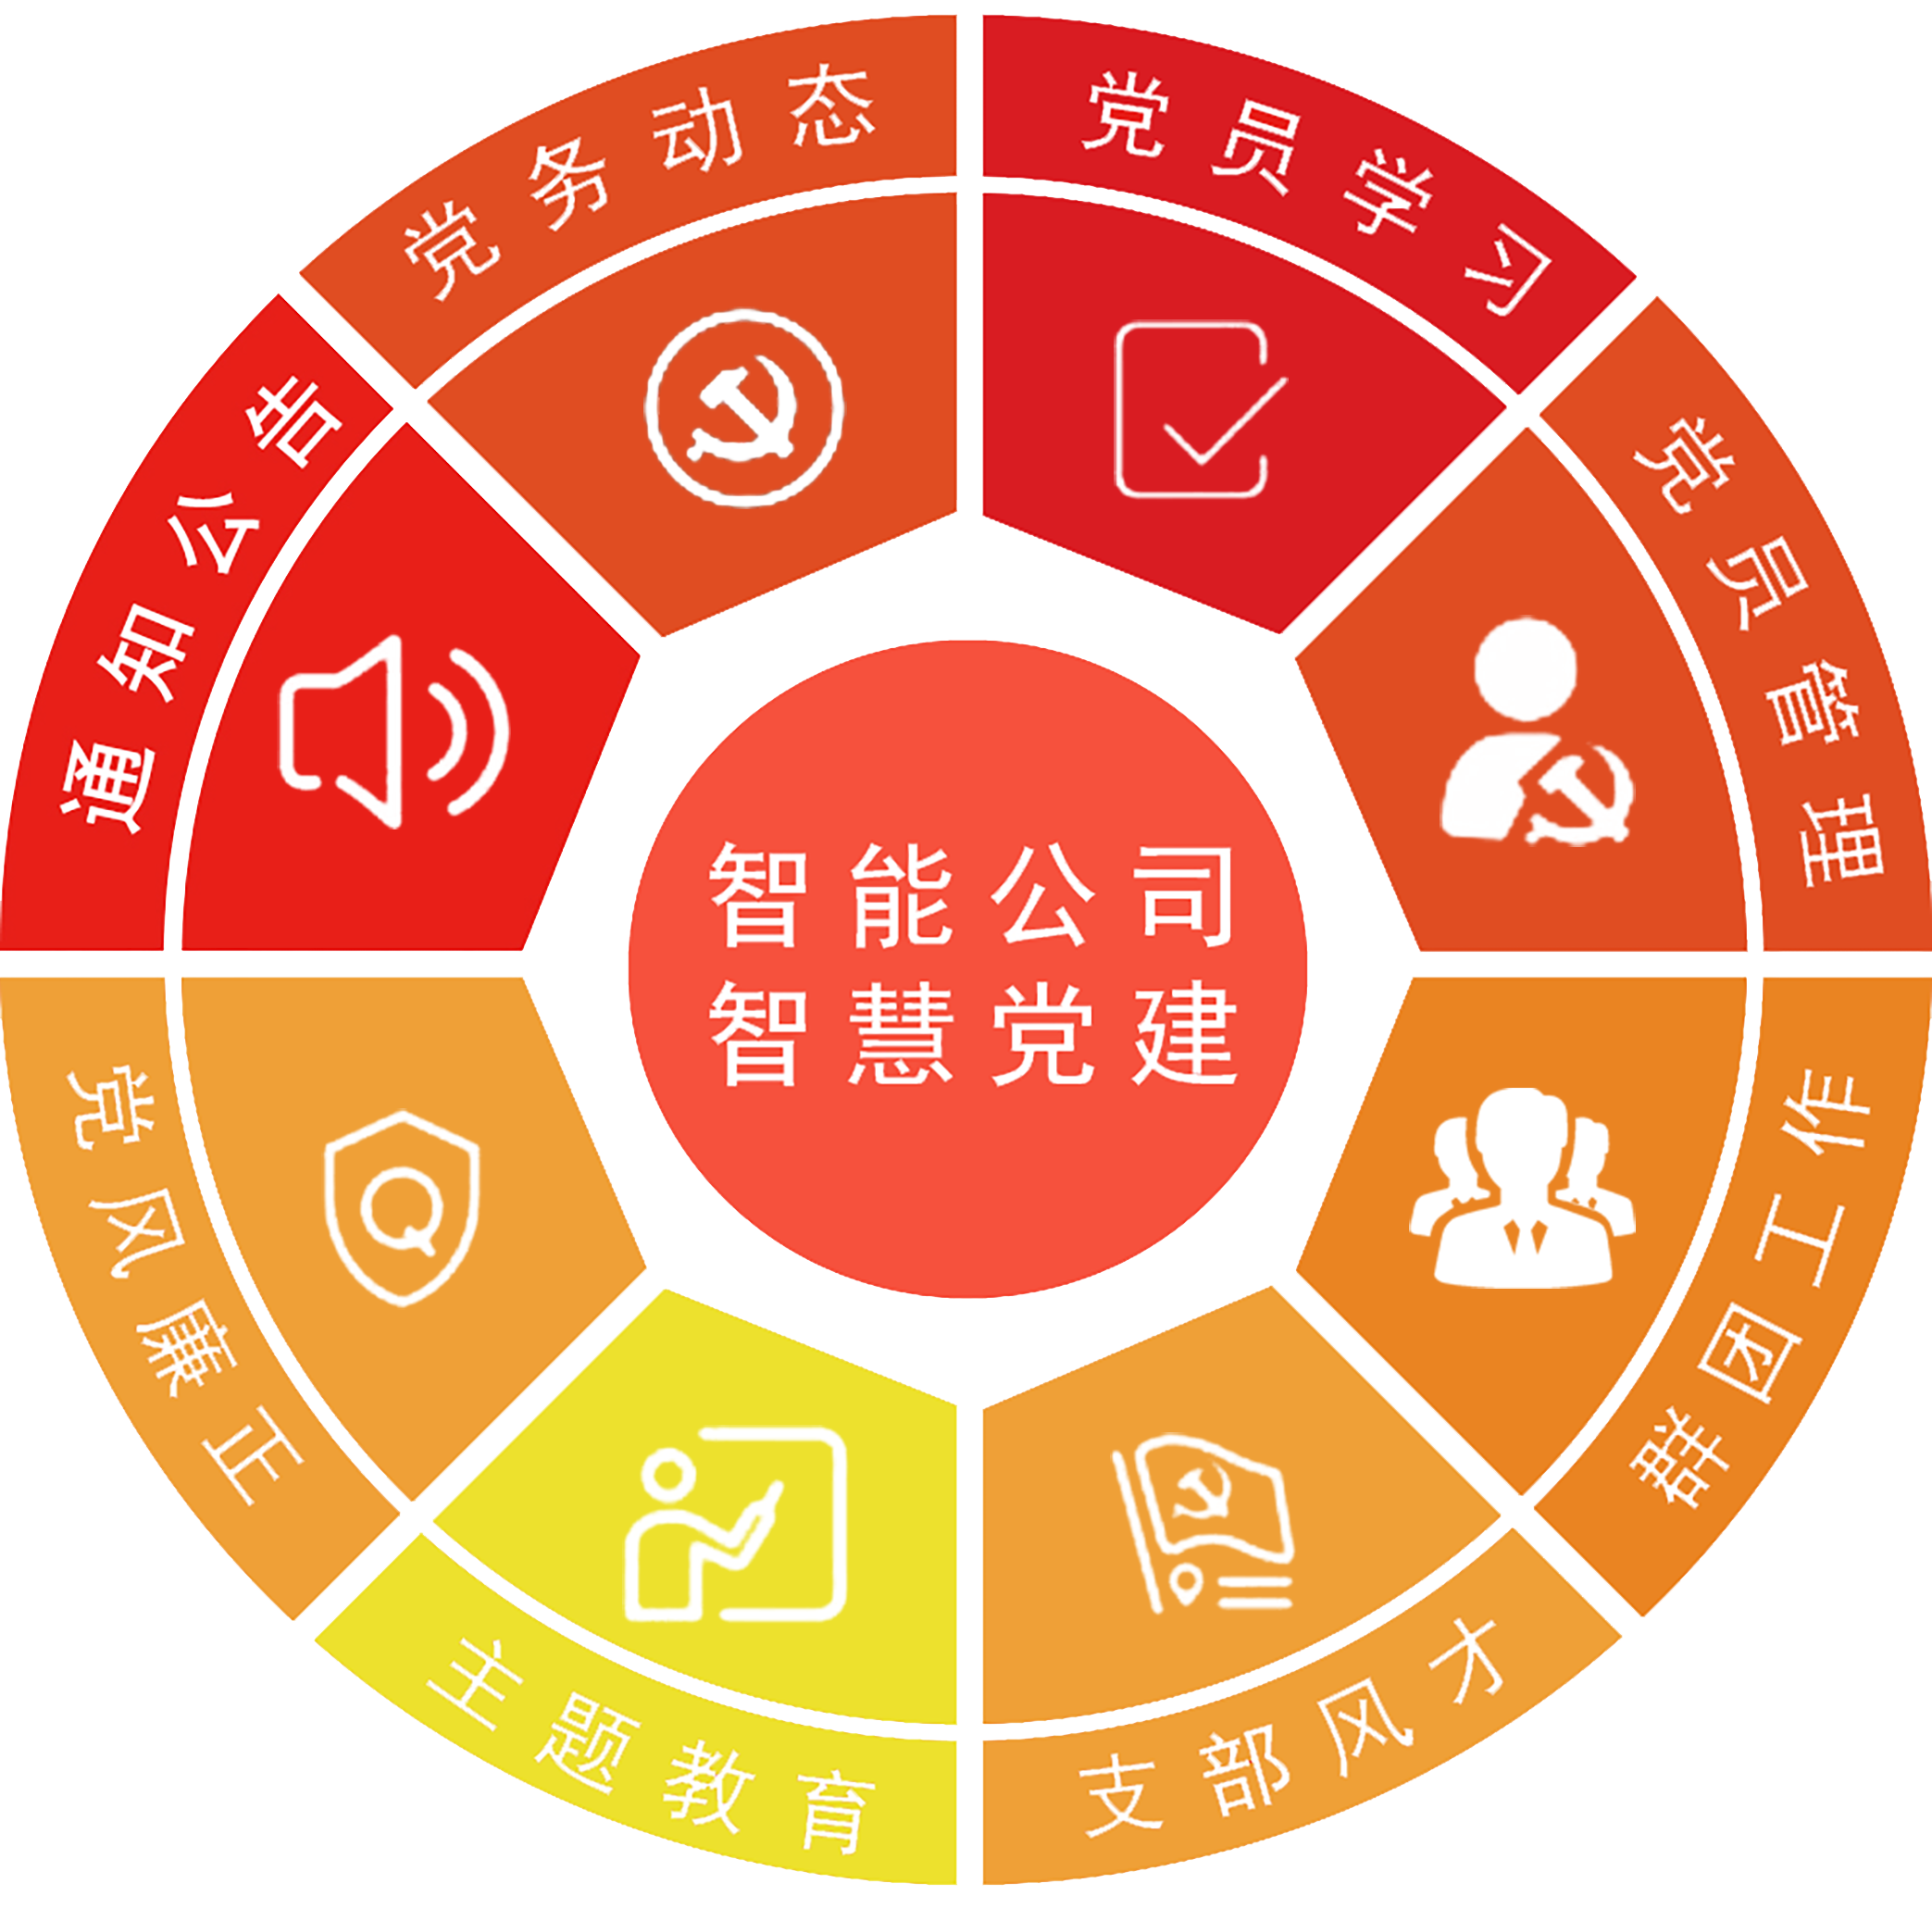 党务动态
党员学习
党员管理
群团工作
支部风才
主题教育
党风廉正
通知公告
智能公司
智慧党建